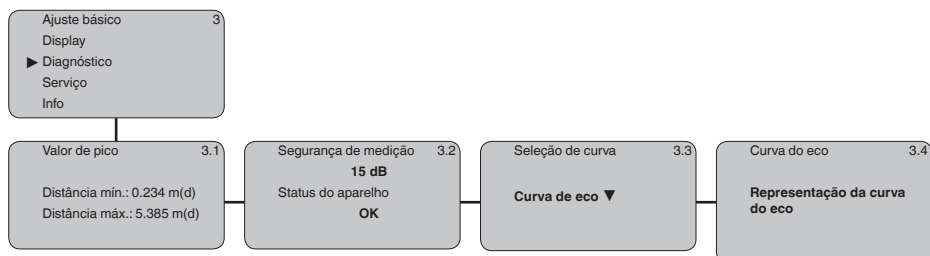 Ajuste básico 3
Display
▶ Diagnóstico
Serviço
Info
Valor de pico 3.1
Distância mín.: 0.234 m(d)
Distância máx.: 5.385 m(d)
Segurança de medição 3.2
15 dB
Status do aparelho
OK
Seleção de curva 3.3
Curva de eco ▼
Curva do eco 3.4
Representação da curva
do eco